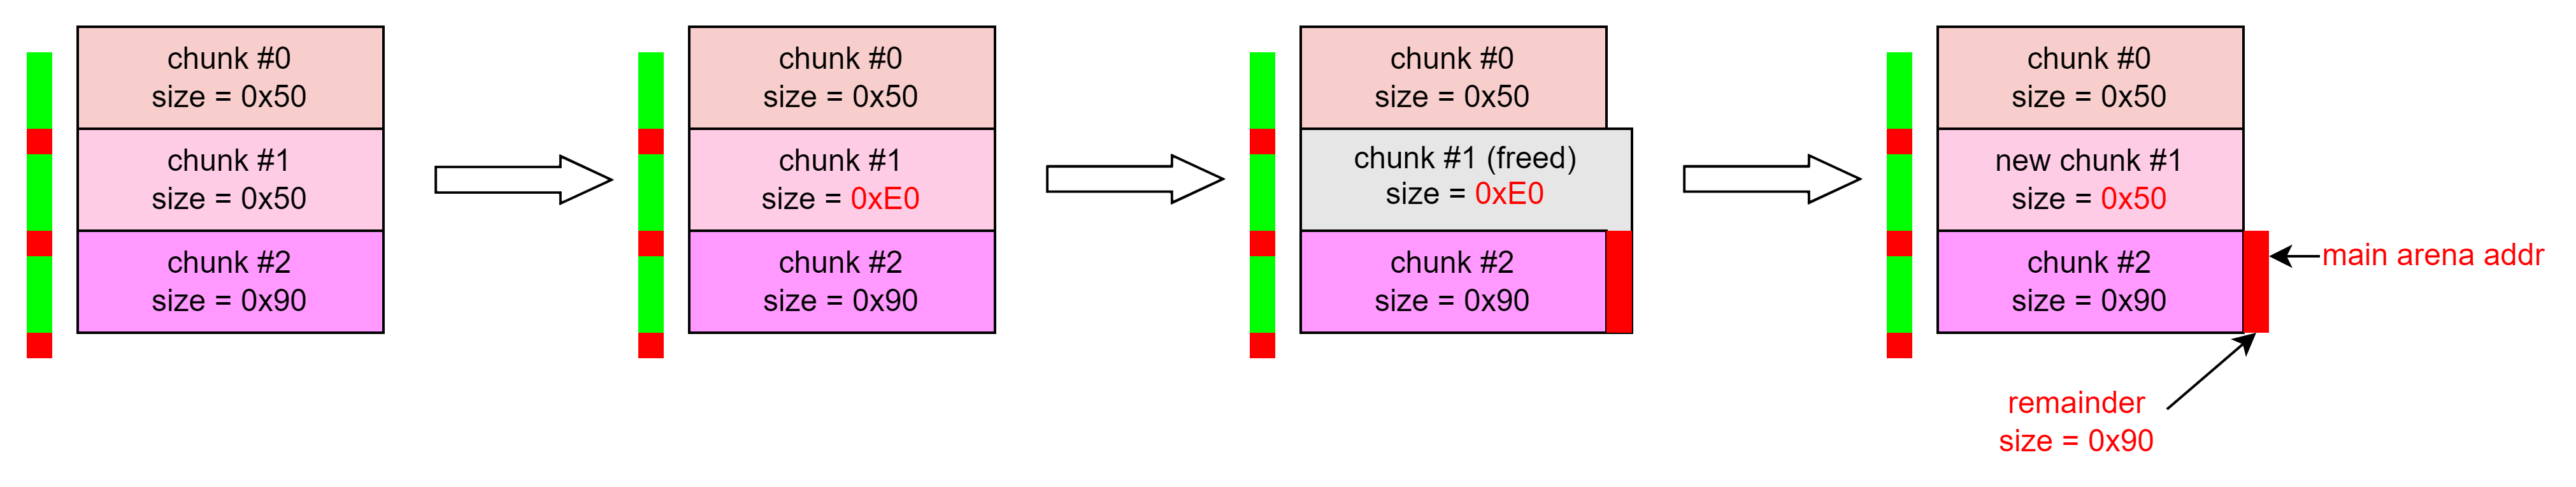 chunk #0
size = 0x50
chunk #1
size = 0x50
chunk #2
size = 0x90
chunk #0
size = 0x50
chunk #1
size = 0xE0
chunk #2
size = 0x90
chunk #0
size = 0x50
chunk #1 (freed)
size = 0xE0
chunk #2
size = 0x90
chunk #0
size = 0x50
new chunk #1
size = 0x50
chunk #2
size = 0x90
main arena addr
remainder
size = 0x90